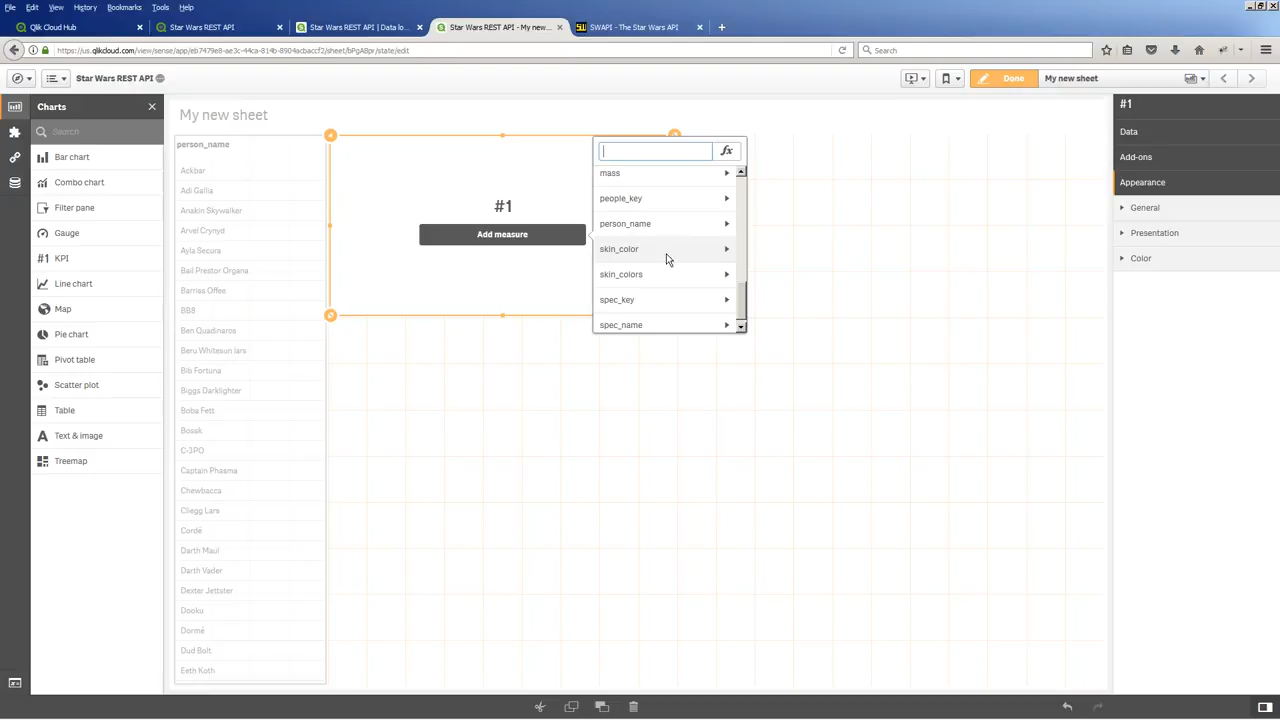 File Edit View History Bookmarks Tools Help
Qlik Cloud Hub
Star Wars REST API
Star Wars REST API | Data lo...
Star Wars REST API - My new...
SWAPI - The Star Wars API
https://us.qlikcloud.com/view/sense/app/eb7479e8-ae3c-44ca-814b-8904acbaccf2/sheet/bPgABpr/state/edit
Search
Star Wars REST API
Done
My new sheet
Charts
Search
Bar chart
Combo chart
Filter pane
Gauge
#1 KPI
Line chart
Map
Pie chart
Pivot table
Scatter plot
Table
A Text & image
Treemap
My new sheet
person_name
Ackbar
Adi Gallia
Anakin Skywalker
Arvel Crynyd
Ayla Secura
Bail Prestor Organa
Barriss Offee
BB8
Ben Quadinaros
Beru Whitesun lars
Bib Fortuna
Biggs Darklighter
Boba Fett
Bossk
C-3PO
Captain Phasma
Chewbacca
Cliegg Lars
Cordé
Darth Maul
Darth Vader
Dexter Jettster
Dooku
Dormé
Dud Bolt
Eeth Koth
#1
Add measure
fx
mass
people_key
person_name
skin_color
skin_colors
spec_key
spec_name
#1
Data
Add-ons
Appearance
General
Presentation
Color